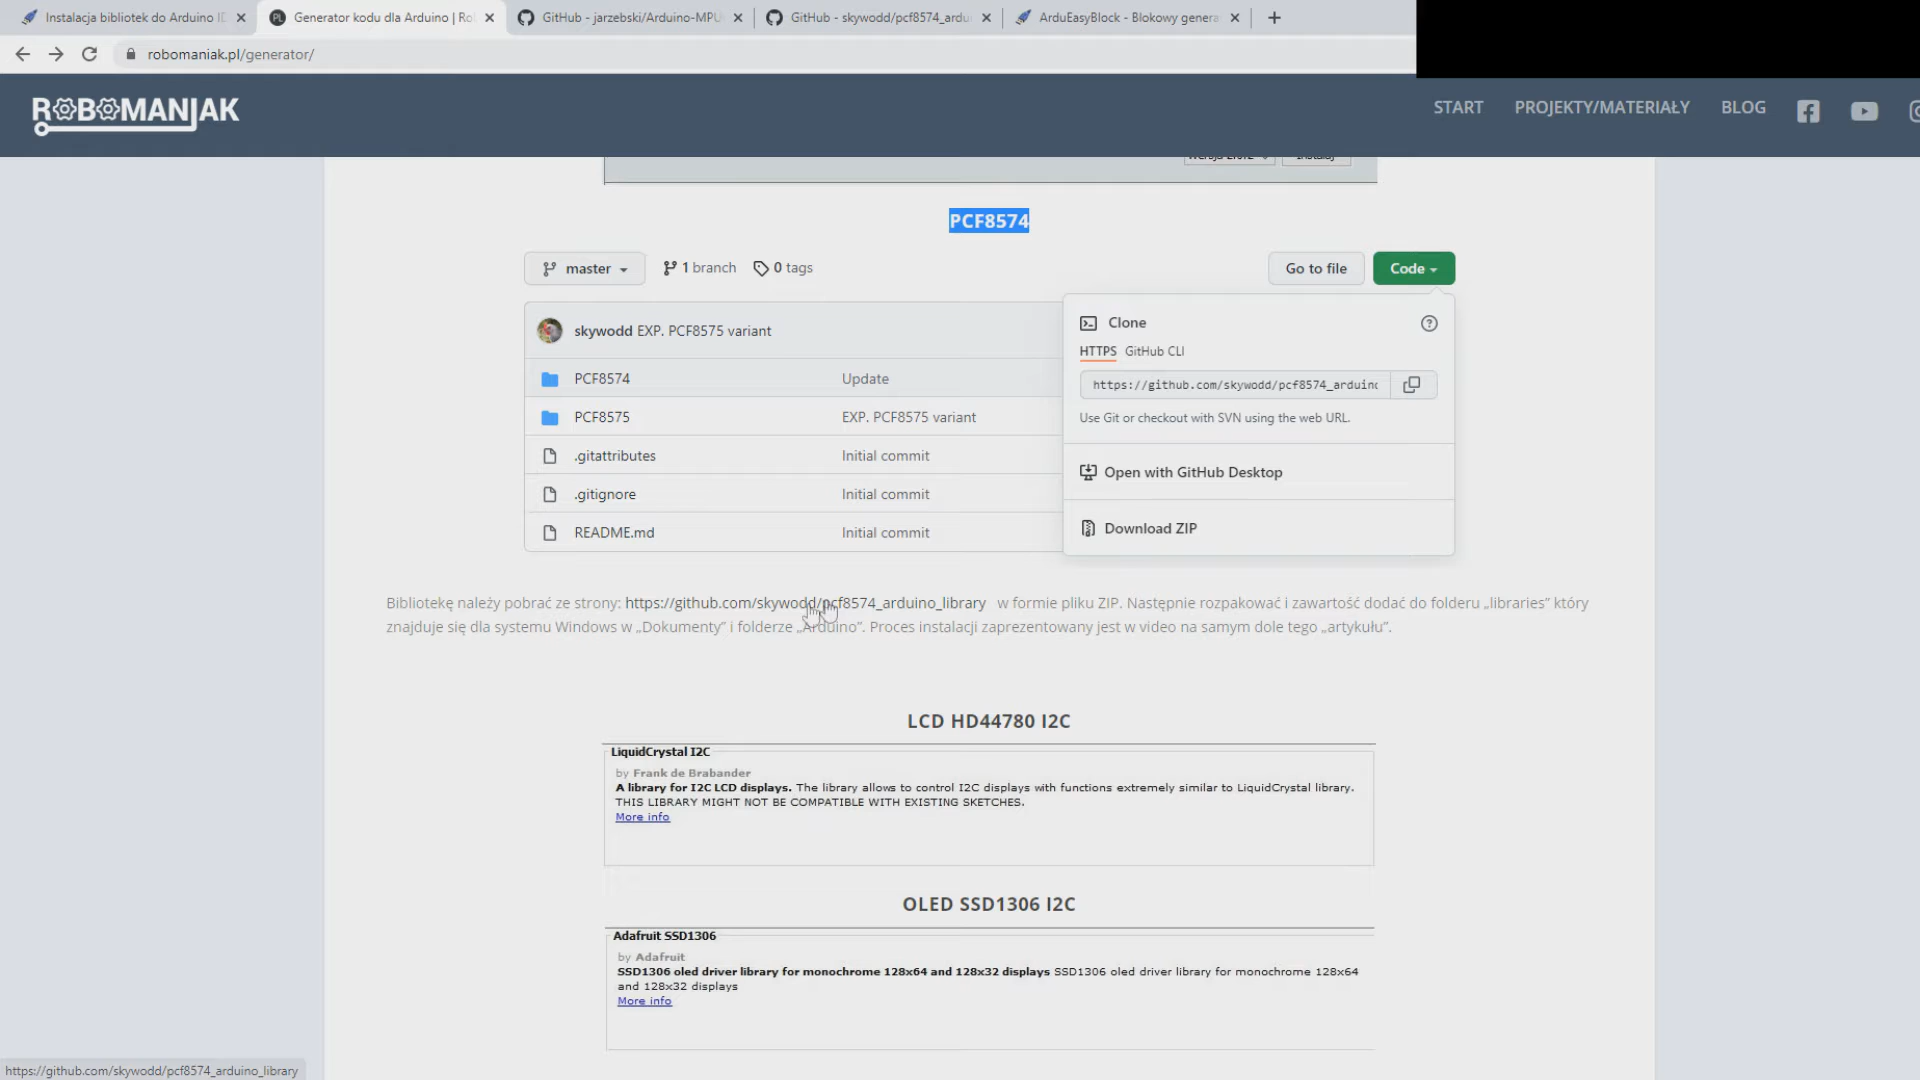 Instalacja bibliotek do Arduino ID
Generator kodu dla Arduino | Ro
GitHub - jarzebski/Arduino-MPU
GitHub - skywodd/pcf8574_ardu
ArduEasyBlock - Blokowy genera
robomaniak.pl/generator/
ROBOMANIAK
START
PROJEKTY/MATERIAŁY
BLOG
PCF8574
master
1 branch
0 tags
Go to file
Code
skywodd EXP. PCF8575 variant
PCF8574 Update
PCF8575 EXP. PCF8575 variant
.gitattributes Initial commit
.gitignore Initial commit
README.md Initial commit
Clone
HTTPS GitHub CLI
https://github.com/skywodd/pcf8574_arduino
Use Git or checkout with SVN using the web URL.
Open with GitHub Desktop
Download ZIP
Bibliotekę należy pobrać ze strony: https://github.com/skywodd/pcf8574_arduino_library w formie pliku ZIP. Następnie rozpakować i zawartość dodać do folderu „libraries” który
znajduje się dla systemu Windows w „Dokumenty” i folderze „Arduino”. Proces instalacji zaprezentowany jest w video na samym dole tego „artykułu”.
LCD HD44780 I2C
LiquidCrystal I2C
by Frank de Brabander
A library for I2C LCD displays. The library allows to control I2C displays with functions extremely similar to LiquidCrystal library.
THIS LIBRARY MIGHT NOT BE COMPATIBLE WITH EXISTING SKETCHES.
More info
OLED SSD1306 I2C
Adafruit SSD1306
by Adafruit
SSD1306 oled driver library for monochrome 128x64 and 128x32 displays SSD1306 oled driver library for monochrome 128x64
and 128x32 displays
More info
https://github.com/skywodd/pcf8574_arduino_library